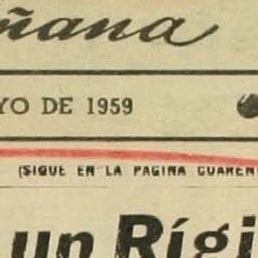 ñana
YO DE 1959
(SIGUE EN LA PAGINA CUAREN
un Rígi